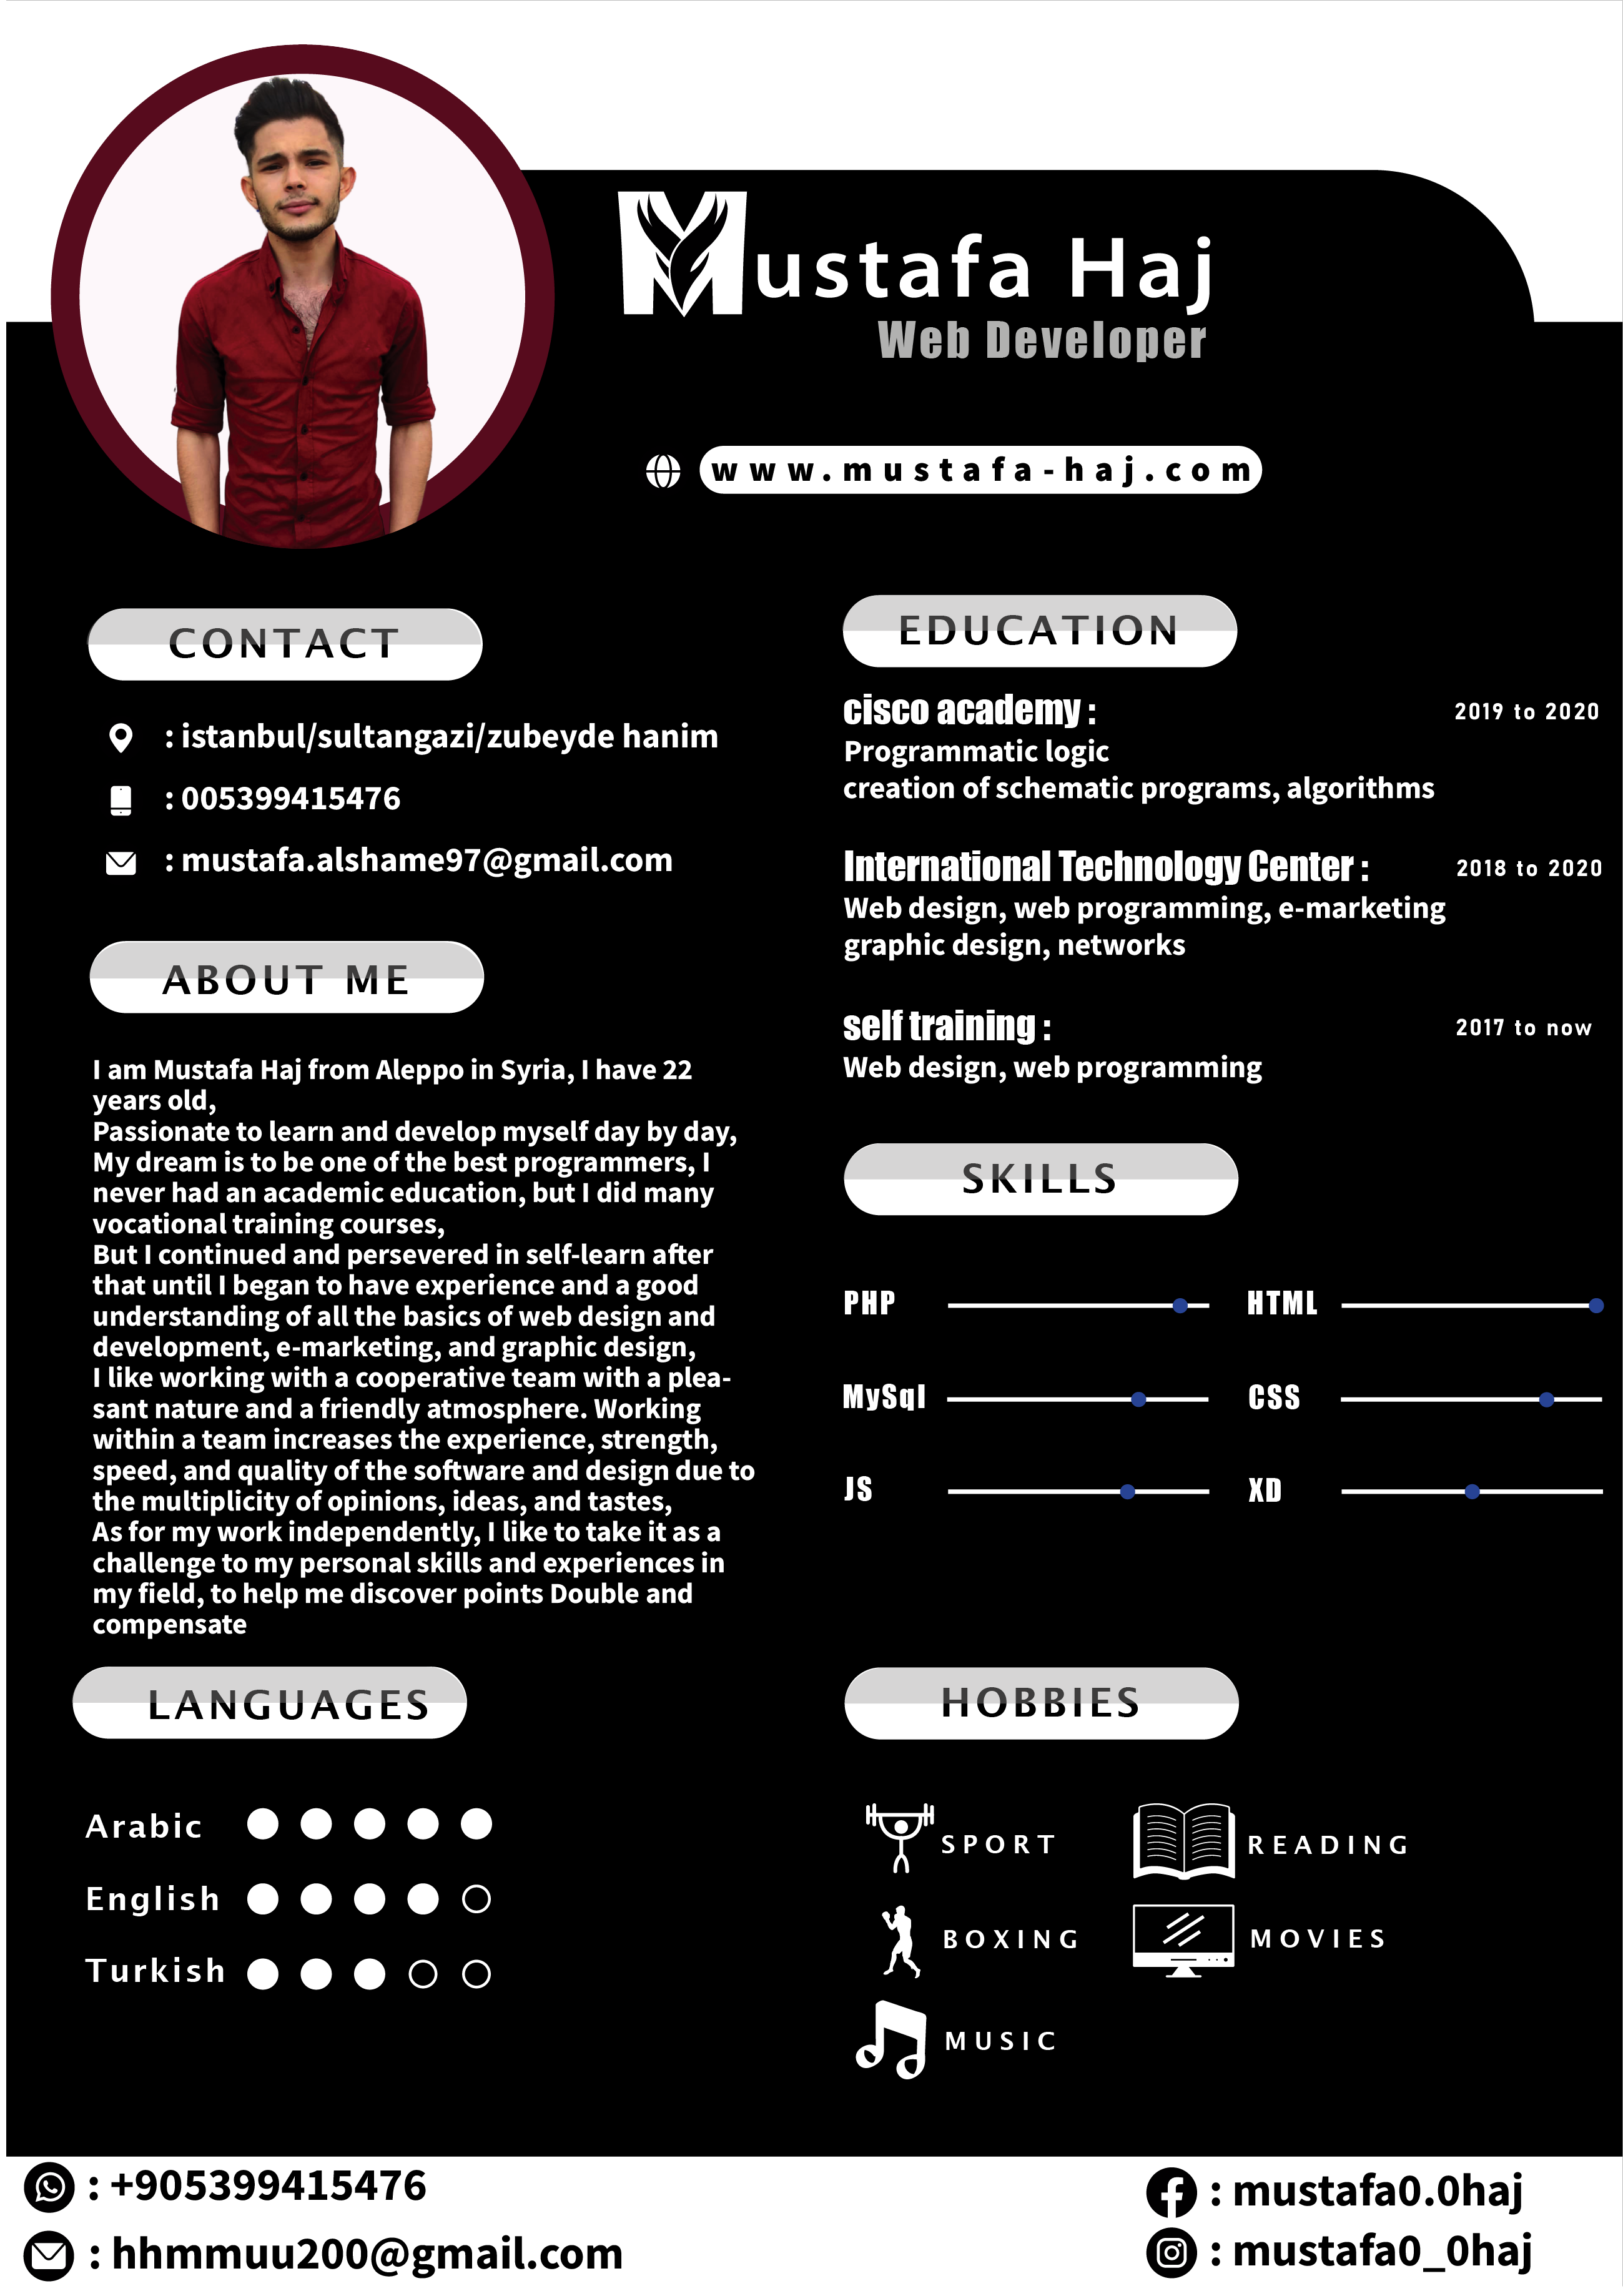 Mustafa Haj
Web Developer
www.mustafa-haj.com
CONTACT
: istanbul/sultangazi/zubeyde hanim
: 005399415476
: mustafa.alshame97@gmail.com
ABOUT ME
I am Mustafa Haj from Aleppo in Syria, I have 22
years old,
Passionate to learn and develop myself day by day,
My dream is to be one of the best programmers, I
never had an academic education, but I did many
vocational training courses,
But I continued and persevered in self-learn after
that until I began to have experience and a good
understanding of all the basics of web design and
development, e-marketing, and graphic design,
I like working with a cooperative team with a plea-
sant nature and a friendly atmosphere. Working
within a team increases the experience, strength,
speed, and quality of the software and design due to
the multiplicity of opinions, ideas, and tastes,
As for my work independently, I like to take it as a
challenge to my personal skills and experiences in
my field, to help me discover points Double and
compensate
LANGUAGES
Arabic
English
Turkish
EDUCATION
cisco academy : 2019 to 2020
Programmatic logic
creation of schematic programs, algorithms
International Technology Center : 2018 to 2020
Web design, web programming, e-marketing
graphic design, networks
self training : 2017 to now
Web design, web programming
SKILLS
PHP HTML
MySql CSS
JS XD
HOBBIES
SPORT READING
BOXING MOVIES
MUSIC
: +905399415476
: hhmmuu200@gmail.com
: mustafa0.0haj
: mustafa0_0haj